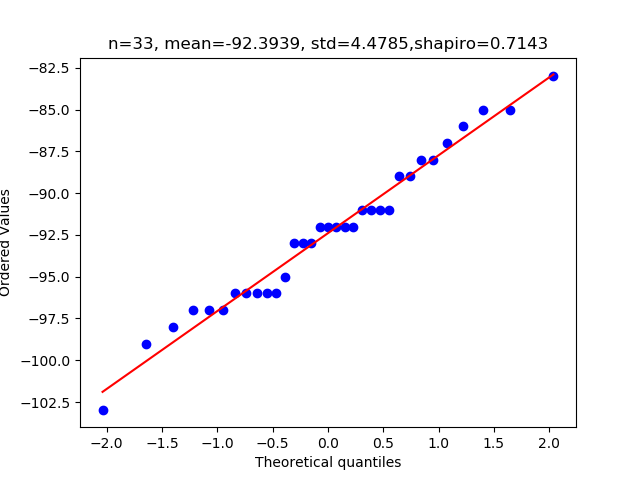 n=33, mean=-92.3939, std=4.4785,shapiro=0.7143
−82.5
−85.0
−87.5
−90.0
−92.5
−95.0
−97.5
−100.0
−102.5
Ordered Values
−2.0 −1.5 −1.0 −0.5 0.0 0.5 1.0 1.5 2.0
Theoretical quantiles